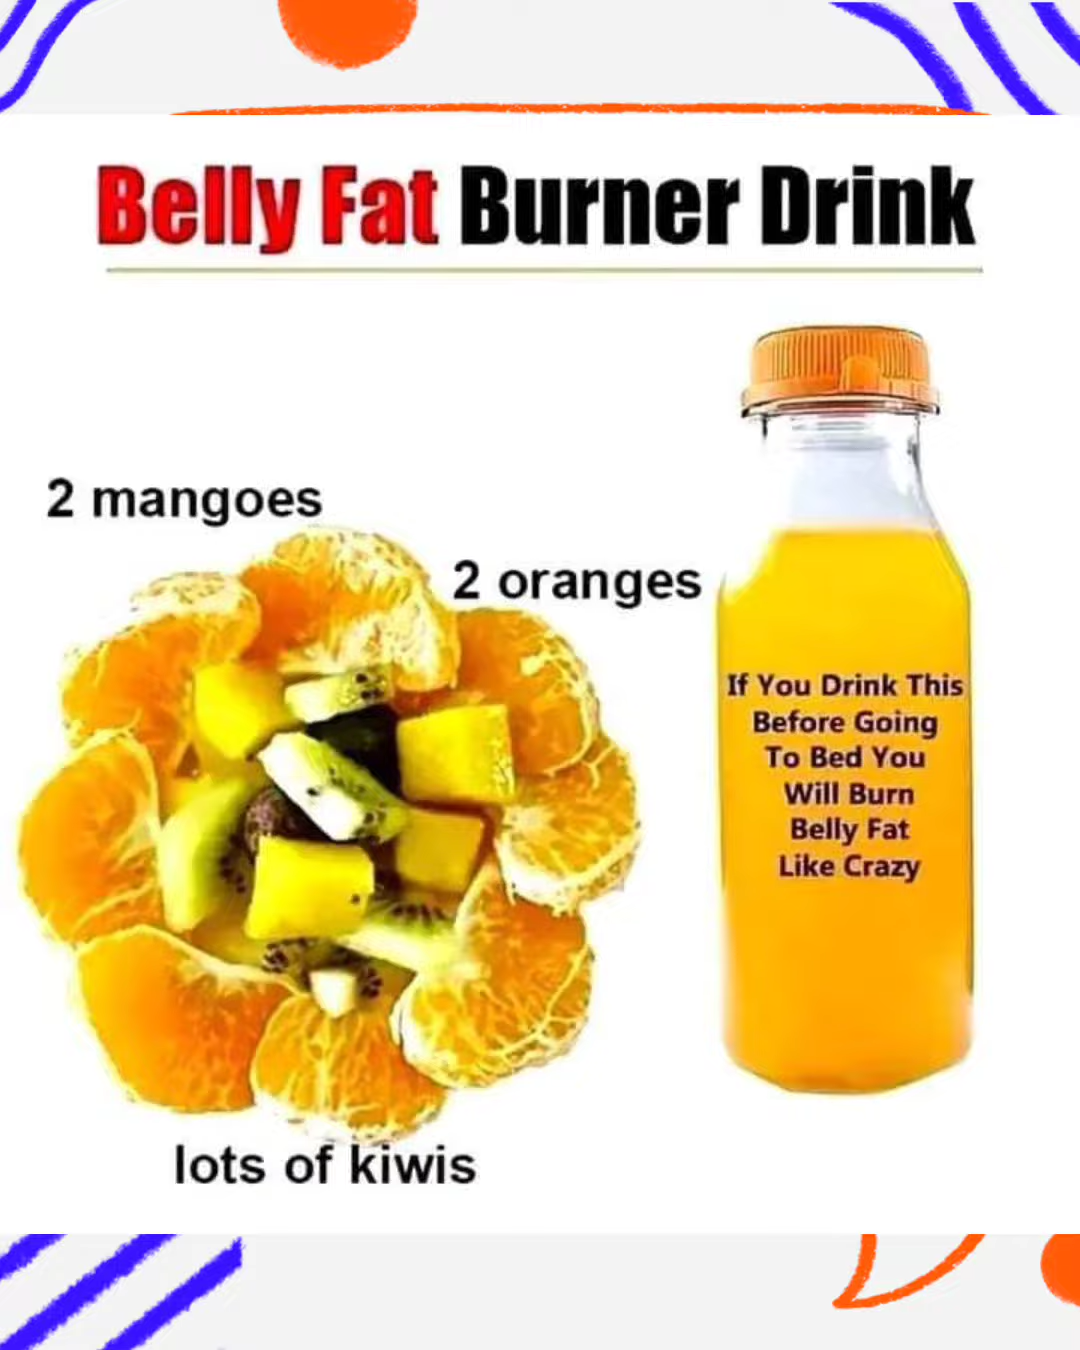 Belly Fat Burner Drink
2 mangoes
2 oranges
lots of kiwis
If You Drink This
Before Going
To Bed You
Will Burn
Belly Fat
Like Crazy